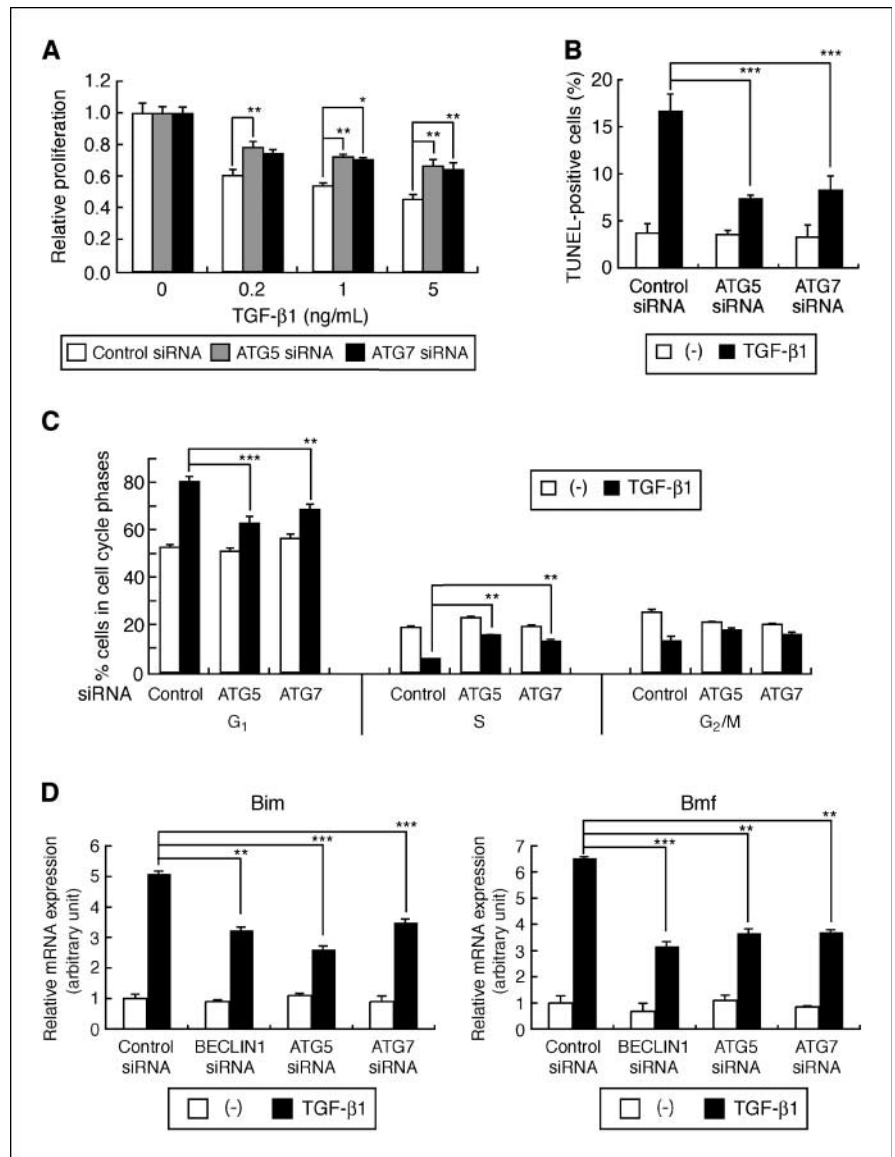 A
Relative proliferation
1.2
1.0
0.8
0.6
0.4
0.2
0.0
**
*
**
**
**
0 0.2 1 5
TGF-β1 (ng/mL)
Control siRNA ATG5 siRNA ATG7 siRNA
B
TUNEL-positive cells (%)
20
15
10
5
0
***
***
Control siRNA ATG5 siRNA ATG7 siRNA
(-) TGF-β1
C
% cells in cell cycle phases
80
60
40
20
0
**
***
**
**
(-) TGF-β1
siRNA Control ATG5 ATG7 Control ATG5 ATG7 Control ATG5 ATG7
G1 S G2/M
D
Bim
Relative mRNA expression
(arbitrary unit)
6
5
4
3
2
1
0
***
***
**
Control siRNA BECLIN1 siRNA ATG5 siRNA ATG7 siRNA
(-) TGF-β1
Bmf
Relative mRNA expression
(arbitrary unit)
7
6
5
4
3
2
1
0
**
**
***
Control siRNA BECLIN1 siRNA ATG5 siRNA ATG7 siRNA
(-) TGF-β1